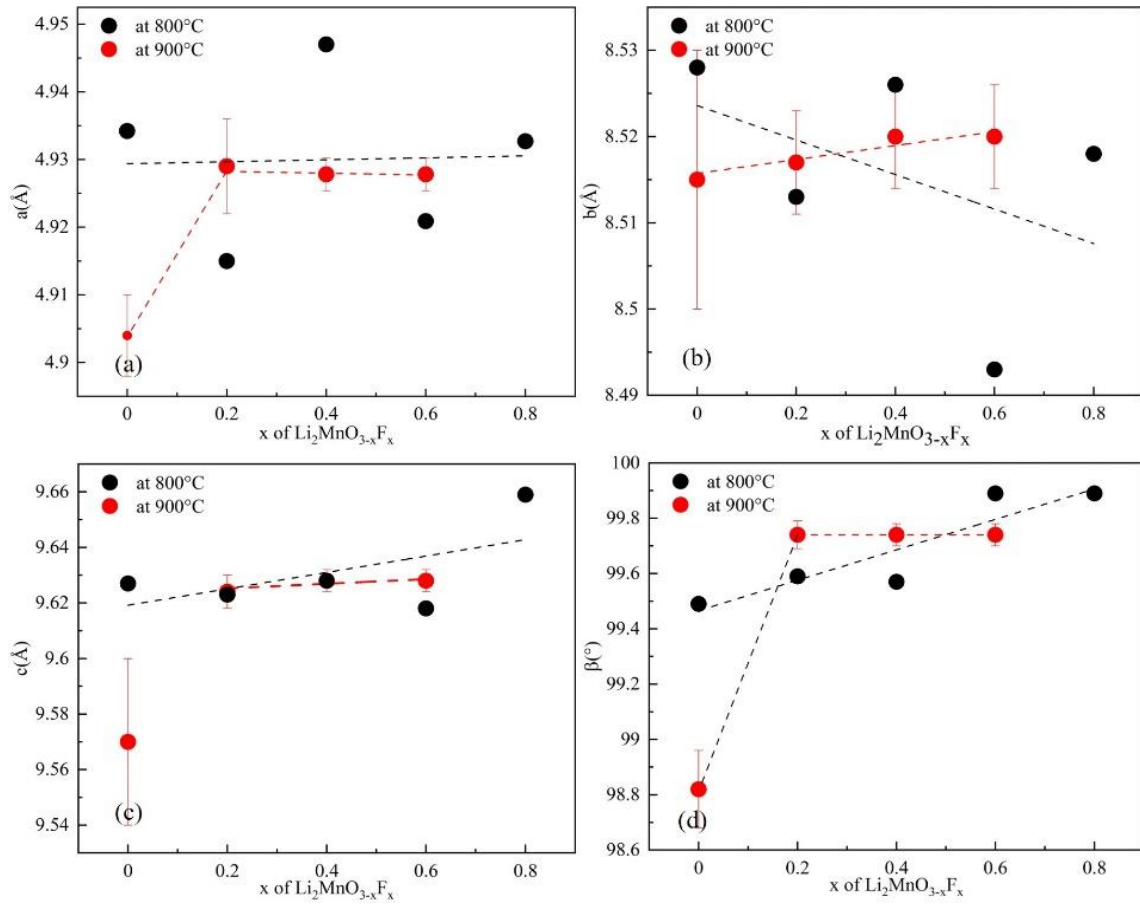 at 800°C
at 900°C
4.95
4.94
4.93
4.92
4.91
4.9
a(Å)
(a)
0 0.2 0.4 0.6 0.8
x of Li₂MnO₃₋ₓFₓ
at 800°C
at 900°C
8.53
8.52
8.51
8.5
8.49
b(Å)
(b)
0 0.2 0.4 0.6 0.8
x of Li₂MnO₃₋ₓFₓ
at 800°C
at 900°C
9.66
9.64
9.62
9.6
9.58
9.56
9.54
c(Å)
(c)
0 0.2 0.4 0.6 0.8
x of Li₂MnO₃₋ₓFₓ
at 800°C
at 900°C
100
99.8
99.6
99.4
99.2
99
98.8
98.6
β(°)
(d)
0 0.2 0.4 0.6 0.8
x of Li₂MnO₃₋ₓFₓ